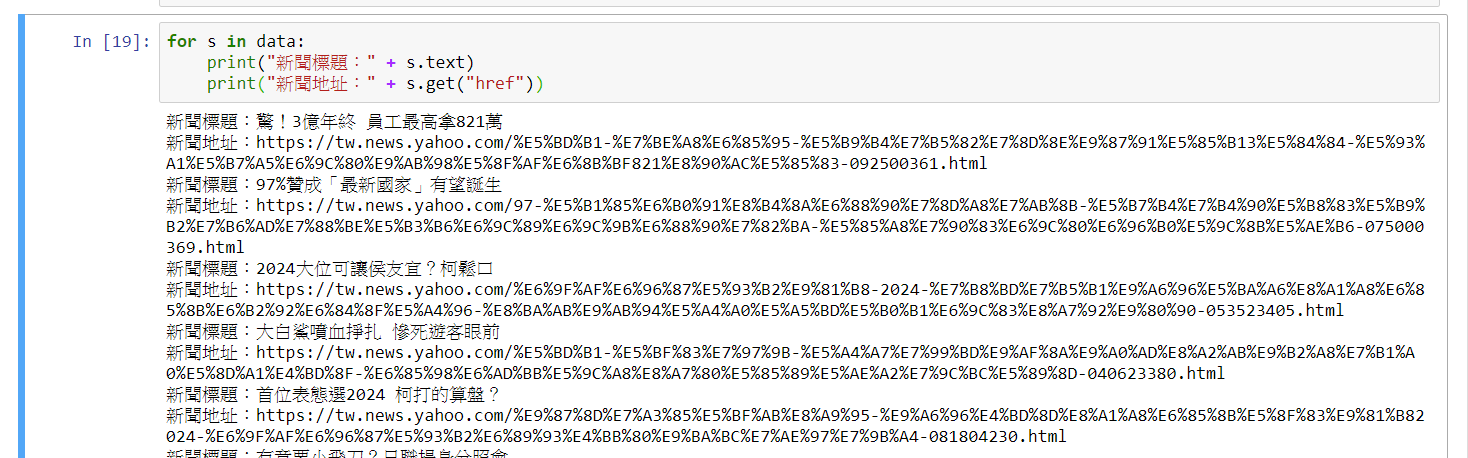 In [19]: for s in data:
print("新聞標題：" + s.text)
print("新聞地址：" + s.get("href"))
新聞標題：驚！3億年終 員工最高拿821萬
新聞地址：https://tw.news.yahoo.com/%E5%BD%B1-%E7%BE%A8%E6%85%95-%E5%B9%B4%E7%B5%82%E7%8D%8E%E9%87%91%E5%85%B13%E5%84%84-%E5%93%
A1%E5%B7%A5%E6%9C%80%E9%AB%98%E5%8F%AF%E6%8B%BF821%E8%90%AC%E5%85%83-092500361.html
新聞標題：97%贊成「最新國家」有望誕生
新聞地址：https://tw.news.yahoo.com/97-%E5%B1%85%E6%B0%91%E8%B4%8A%E6%88%90%E7%8D%A8%E7%AB%8B-%E5%B7%B4%E7%B4%90%E5%B8%83%E5%B9%
B2%E7%B6%AD%E7%88%BE%E5%B3%B6%E6%9C%89%E6%9C%9B%E6%88%90%E7%82%BA-%E5%85%A8%E7%90%83%E6%9C%80%E6%96%B0%E5%9C%8B%E5%AE%B6-075000
369.html
新聞標題：2024大位可讓侯友宜？柯鬆口
新聞地址：https://tw.news.yahoo.com/%E6%9F%AF%E6%96%87%E5%93%B2%E9%81%B8-2024-%E7%B8%BD%E7%B5%B1%E9%A6%96%E5%BA%A6%E8%A1%A8%E6%8
5%8B%E6%B2%92%E6%84%8F%E5%A4%96-%E8%BA%AB%E9%AB%94%E5%A4%A0%E5%A5%BD%E5%B0%B1%E6%9C%83%E8%A7%92%E9%80%90-053523405.html
新聞標題：大白鯊噴血掙扎 慘死遊客眼前
新聞地址：https://tw.news.yahoo.com/%E5%BD%B1-%E5%BF%83%E7%97%9B-%E5%A4%A7%E7%99%BD%E9%AF%8A%E9%A0%AD%E8%A2%AB%E9%B2%A8%E7%B1%A
0%E5%8D%A1%E4%BD%8F-%E6%85%98%E6%AD%BB%E5%9C%A8%E8%A7%80%E5%85%89%E5%AE%A2%E7%9C%BC%E5%89%8D-040623380.html
新聞標題：首位表態選2024 柯打的算盤？
新聞地址：https://tw.news.yahoo.com/%E9%87%8D%E7%A3%85%E5%BF%AB%E8%A9%95-%E9%A6%96%E4%BD%8D%E8%A1%A8%E6%85%8B%E5%8F%83%E9%81%B82
024-%E6%9F%AF%E6%96%87%E5%93%B2%E6%89%93%E4%BB%80%E9%BA%BC%E7%AE%97%E7%9B%A4-081804230.html